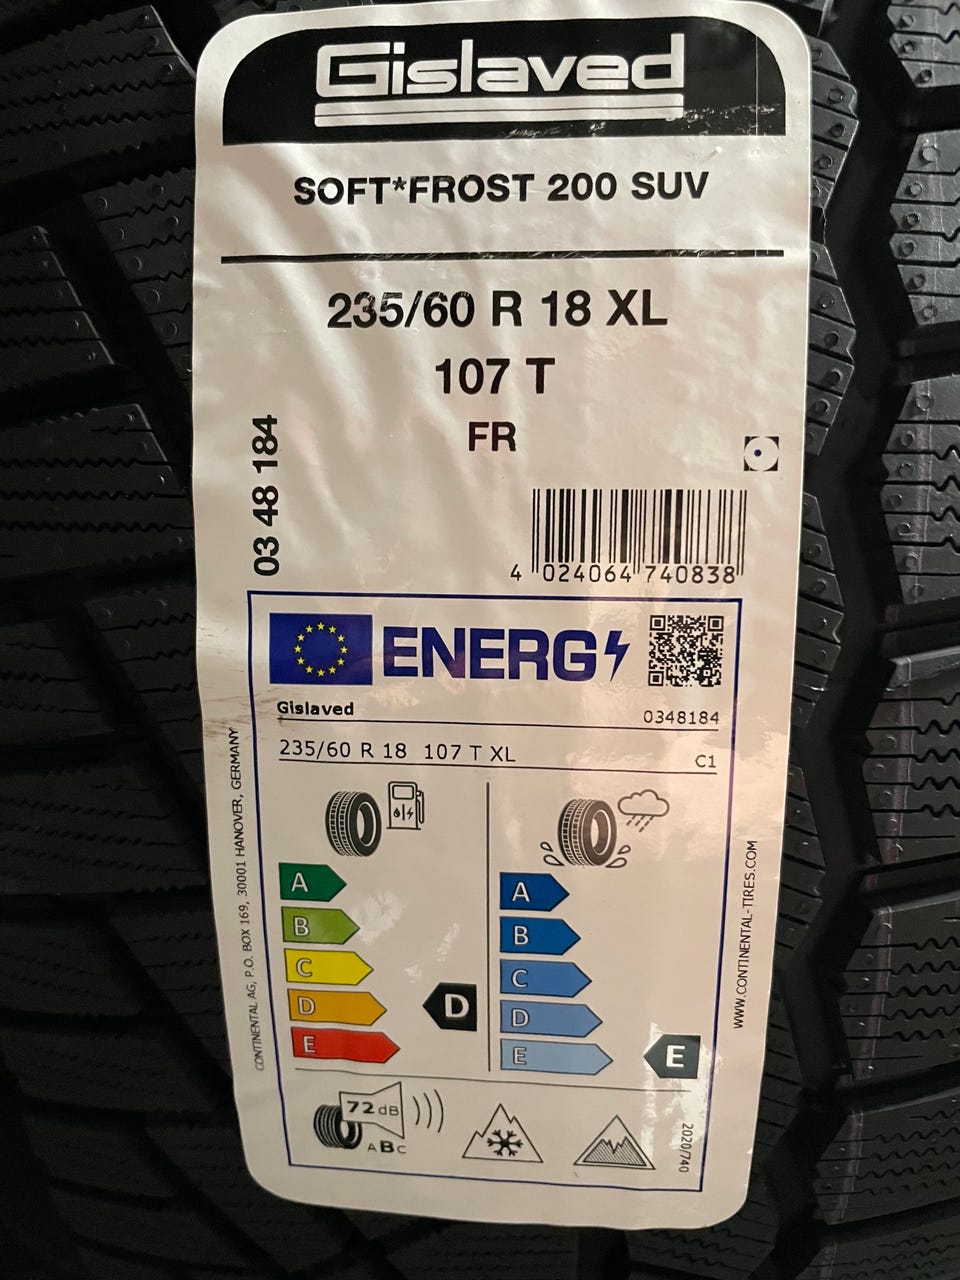 Gislaved
SOFT*FROST 200 SUV
235/60 R 18 XL
107 T
FR
03 48 184
4 024064 740838
ENERG
Gislaved
0348184
235/60 R 18 107 T XL
C1
A
B
C
D
E
D
A
B
C
D
E
E
72 dB
ABC
2020/740
CONTINENTAL AG, P.O. BOX 169, 30001 HANOVER, GERMANY
WWW.CONTINENTAL-TIRES.COM